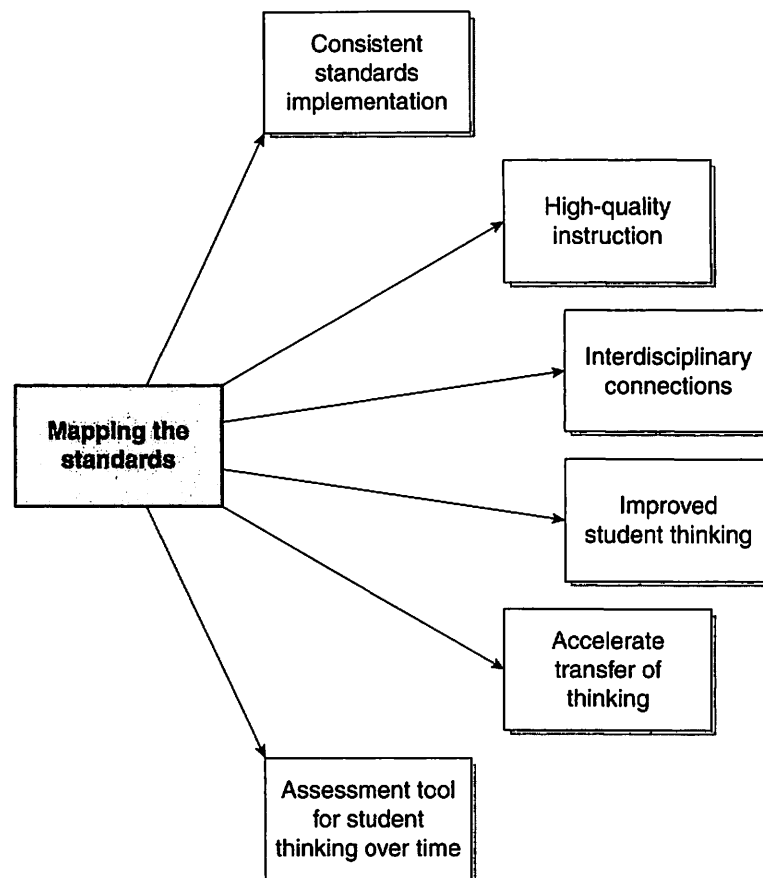 Consistent
standards
implementation
High-quality
instruction
Interdisciplinary
connections
Mapping the
standards
Improved
student thinking
Accelerate
transfer of
thinking
Assessment tool
for student
thinking over time